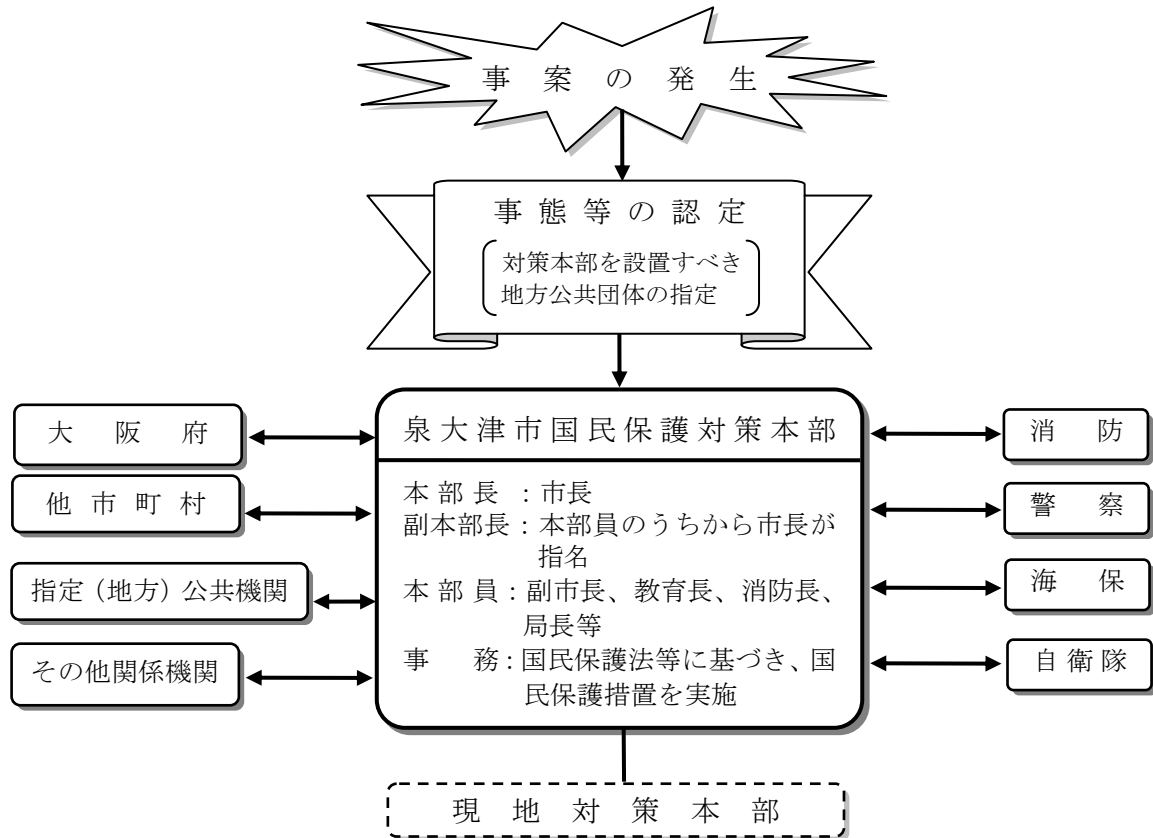 事案の発生
事態等の認定
対策本部を設置すべき
地方公共団体の指定
泉大津市国民保護対策本部
本部長：市長
副本部長：本部員のうちから市長が
指名
本部員：副市長、教育長、消防長、
局長等
事務：国民保護法等に基づき、国
民保護措置を実施
大阪府
他市町村
指定（地方）公共機関
その他関係機関
消防
警察
海保
自衛隊
現地対策本部